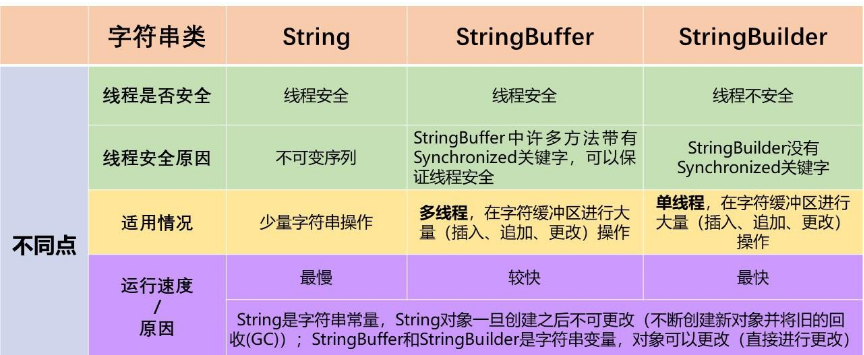 字符串类 String StringBuffer StringBuilder
不同点
线程是否安全 线程安全 线程安全 线程不安全
线程安全原因 不可变序列
StringBuffer中许多方法带有
Synchronized关键字，可以保
证线程安全
StringBuilder没有
Synchronized关键字
适用情况 少量字符串操作
多线程，在字符缓冲区进行大
量（插入、追加、更改）操作
单线程，在字符缓冲区进行
大量（插入、追加、更改）
操作
运行速度
/
原因
最慢 较快 最快
String是字符串常量，String对象一旦创建之后不可更改（不断创建新对象并将旧的回
收(GC)）；StringBuffer和StringBuilder是字符串变量，对象可以更改（直接进行更改）